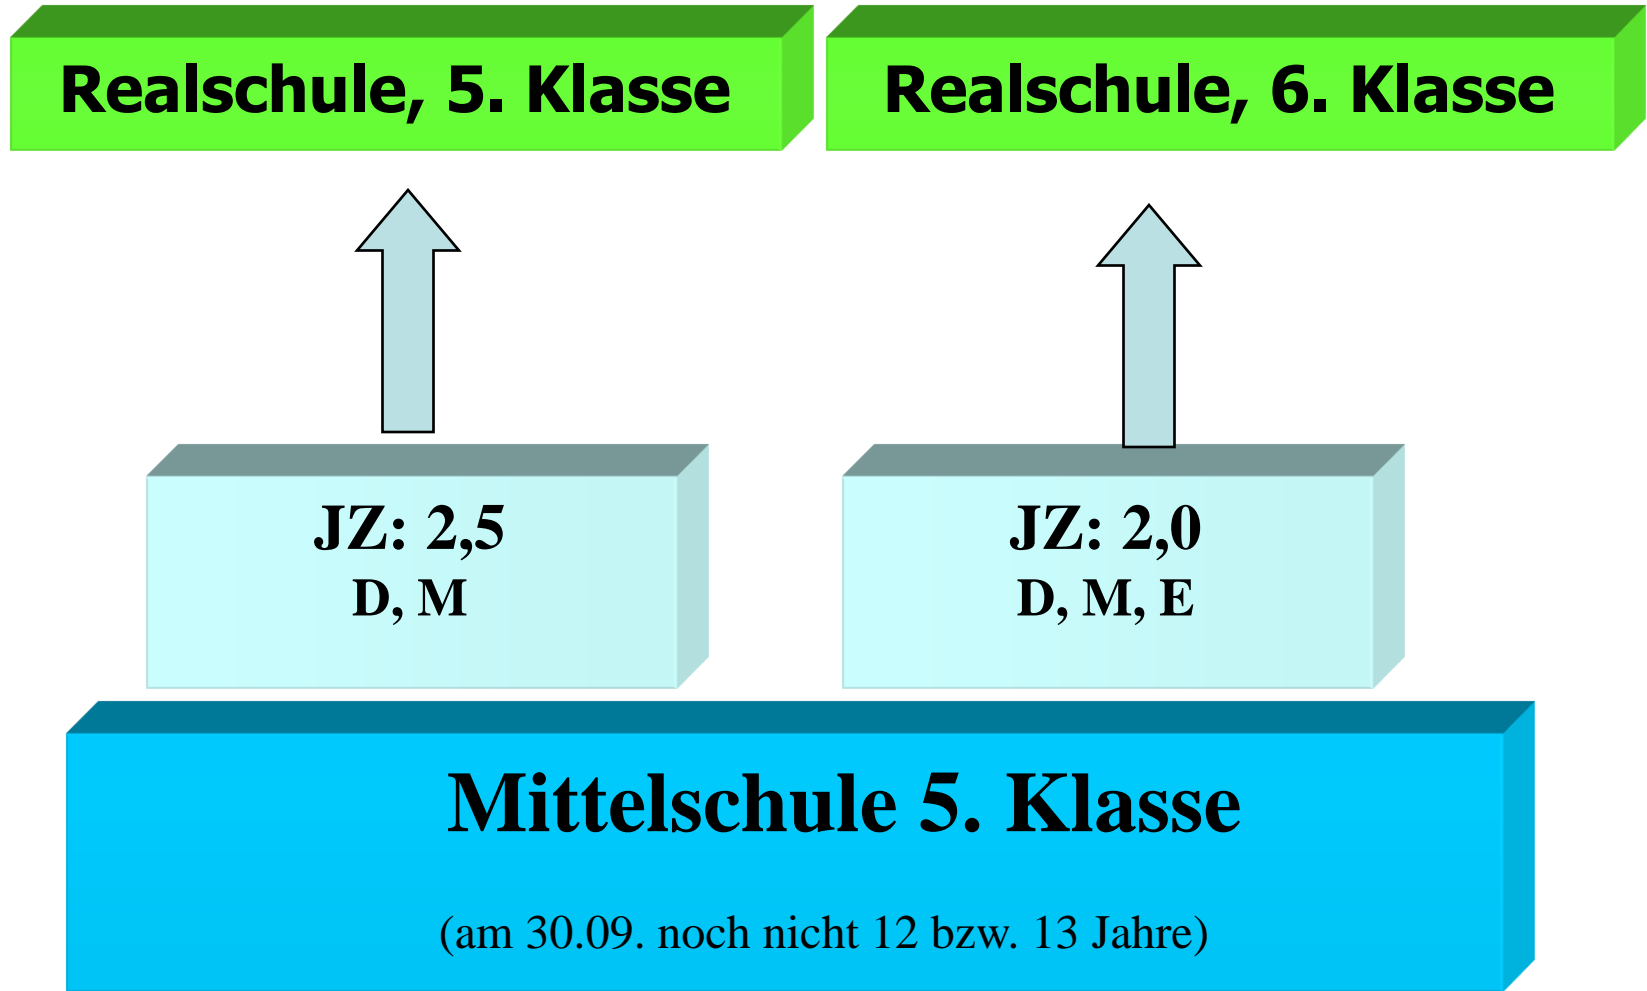 Realschule, 5. Klasse
Realschule, 6. Klasse
JZ: 2,5
D, M
JZ: 2,0
D, M, E
Mittelschule 5. Klasse
(am 30.09. noch nicht 12 bzw. 13 Jahre)